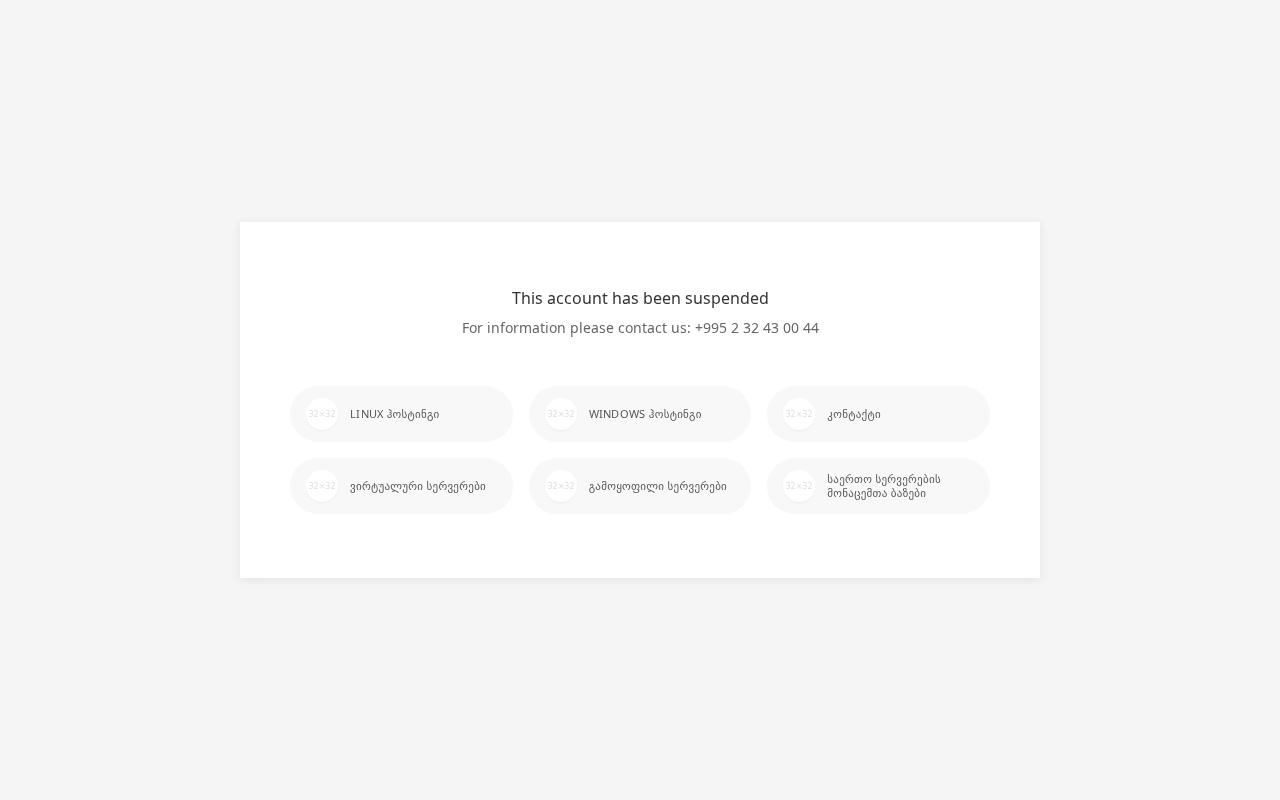 This account has been suspended
For information please contact us: +995 2 32 43 00 44
32×32 LINUX ჰოსტინგი
32×32 WINDOWS ჰოსტინგი
32×32 კონტაქტი
32×32 ვირტუალური სერვერები
32×32 გამოყოფილი სერვერები
32×32 საერთო სერვერების
მონაცემთა ბაზები